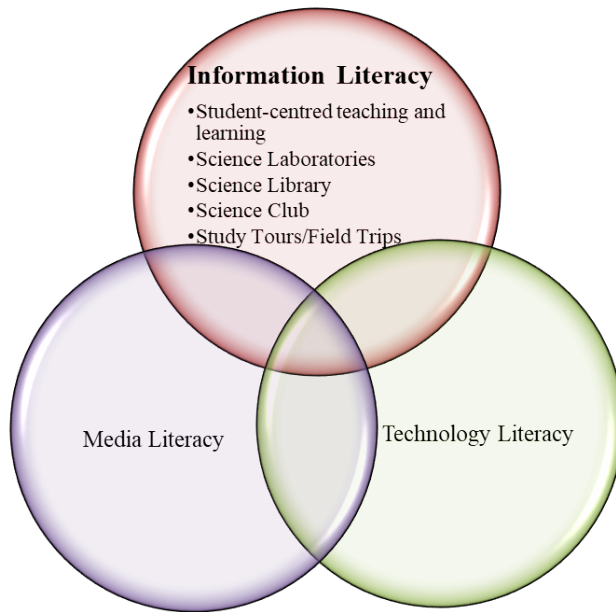 Information Literacy
•Student-centred teaching and
learning
•Science Laboratories
•Science Library
•Science Club
•Study Tours/Field Trips
Media Literacy
Technology Literacy